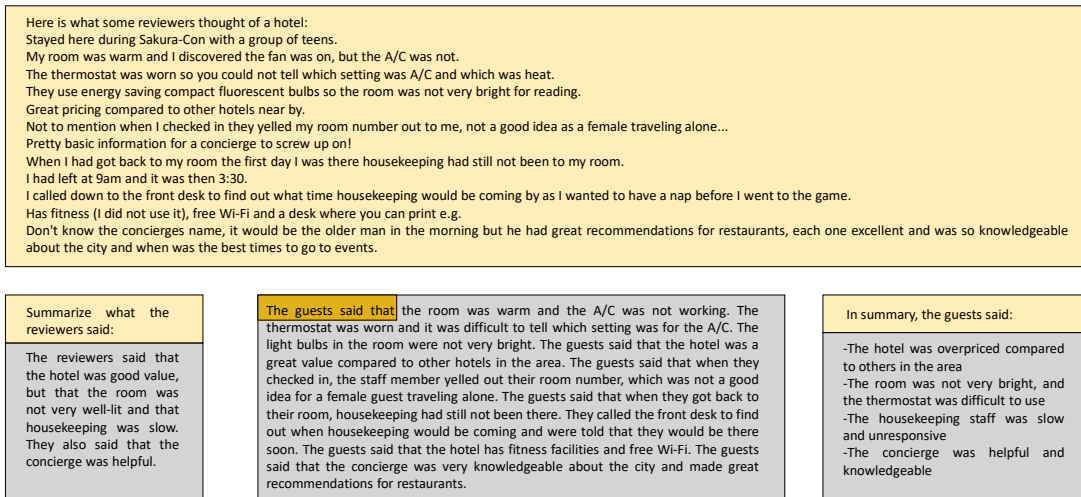 Here is what some reviewers thought of a hotel:
Stayed here during Sakura-Con with a group of teens.
My room was warm and I discovered the fan was on, but the A/C was not.
The thermostat was worn so you could not tell which setting was A/C and which was heat.
They use energy saving compact fluorescent bulbs so the room was not very bright for reading.
Great pricing compared to other hotels near by.
Not to mention when I checked in they yelled my room number out to me, not a good idea as a female traveling alone...
Pretty basic information for a concierge to screw up on!
When I had got back to my room the first day I was there housekeeping had still not been to my room.
I had left at 9am and it was then 3:30.
I called down to the front desk to find out what time housekeeping would be coming by as I wanted to have a nap before I went to the game.
Has fitness (I did not use it), free Wi-Fi and a desk where you can print e.g.
Don't know the concierges name, it would be the older man in the morning but he had great recommendations for restaurants, each one excellent and was so knowledgeable
about the city and when was the best times to go to events.
Summarize what the
reviewers said:
The reviewers said that
the hotel was good value,
but that the room was
not very well-lit and that
housekeeping was slow.
They also said that the
concierge was helpful.
The guests said that the room was warm and the A/C was not working. The
thermostat was worn and it was difficult to tell which setting was for the A/C. The
light bulbs in the room were not very bright. The guests said that the hotel was a
great value compared to other hotels in the area. The guests said that when they
checked in, the staff member yelled out their room number, which was not a good
idea for a female guest traveling alone. The guests said that when they got back to
their room, housekeeping had still not been there. They called the front desk to find
out when housekeeping would be coming and were told that they would be there
soon. The guests said that the hotel has fitness facilities and free Wi-Fi. The guests
said that the concierge was very knowledgeable about the city and made great
recommendations for restaurants.
In summary, the guests said:
-The hotel was overpriced compared
to others in the area
-The room was not very bright, and
the thermostat was difficult to use
-The housekeeping staff was slow
and unresponsive
-The concierge was helpful and
knowledgeable